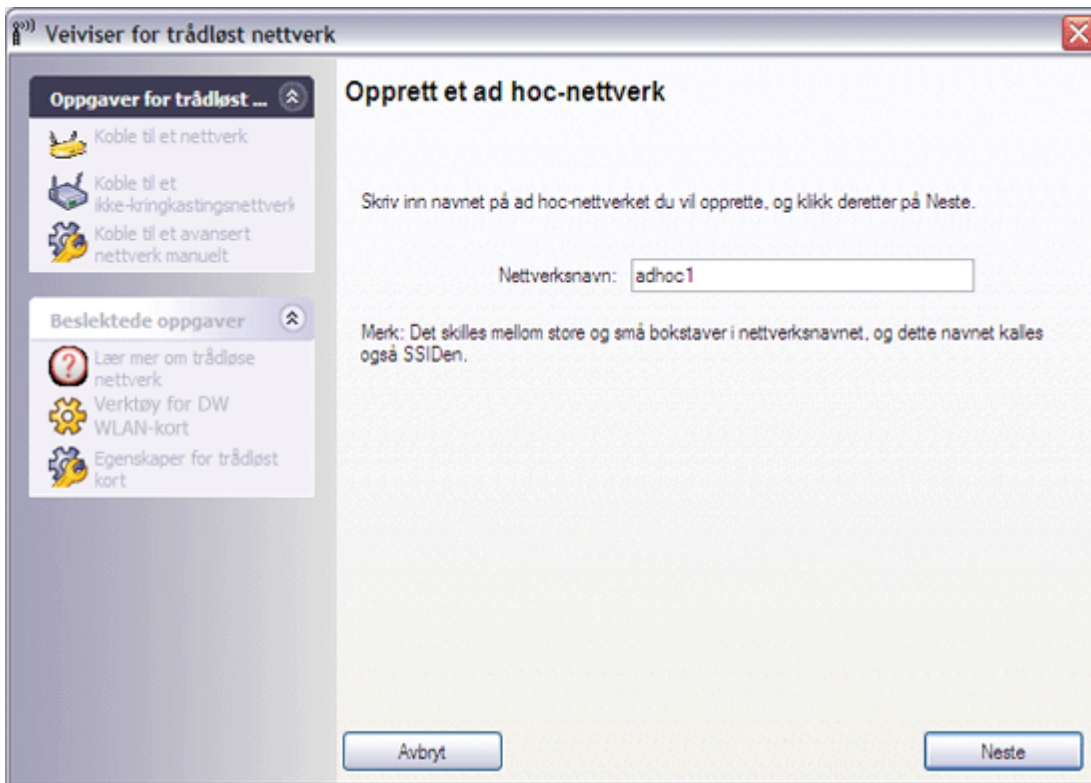 Veiviser for trådløst nettverk
Oppgaver for trådløst ...
Koble til et nettverk
Koble til et
ikke-kringkastingsnettverk
Koble til et avansert
nettverk manuelt
Beslektede oppgaver
Lær mer om trådløse
nettverk
Verktøy for DW
WLAN-kort
Egenskaper for trådløst
kort
Opprett et ad hoc-nettverk
Skriv inn navnet på ad hoc-nettverket du vil opprette, og klikk deretter på Neste.
Nettverksnavn: adhoc1
Merk: Det skilles mellom store og små bokstaver i nettverksnavnet, og dette navnet kalles
også SSIDen.
Avbryt
Neste